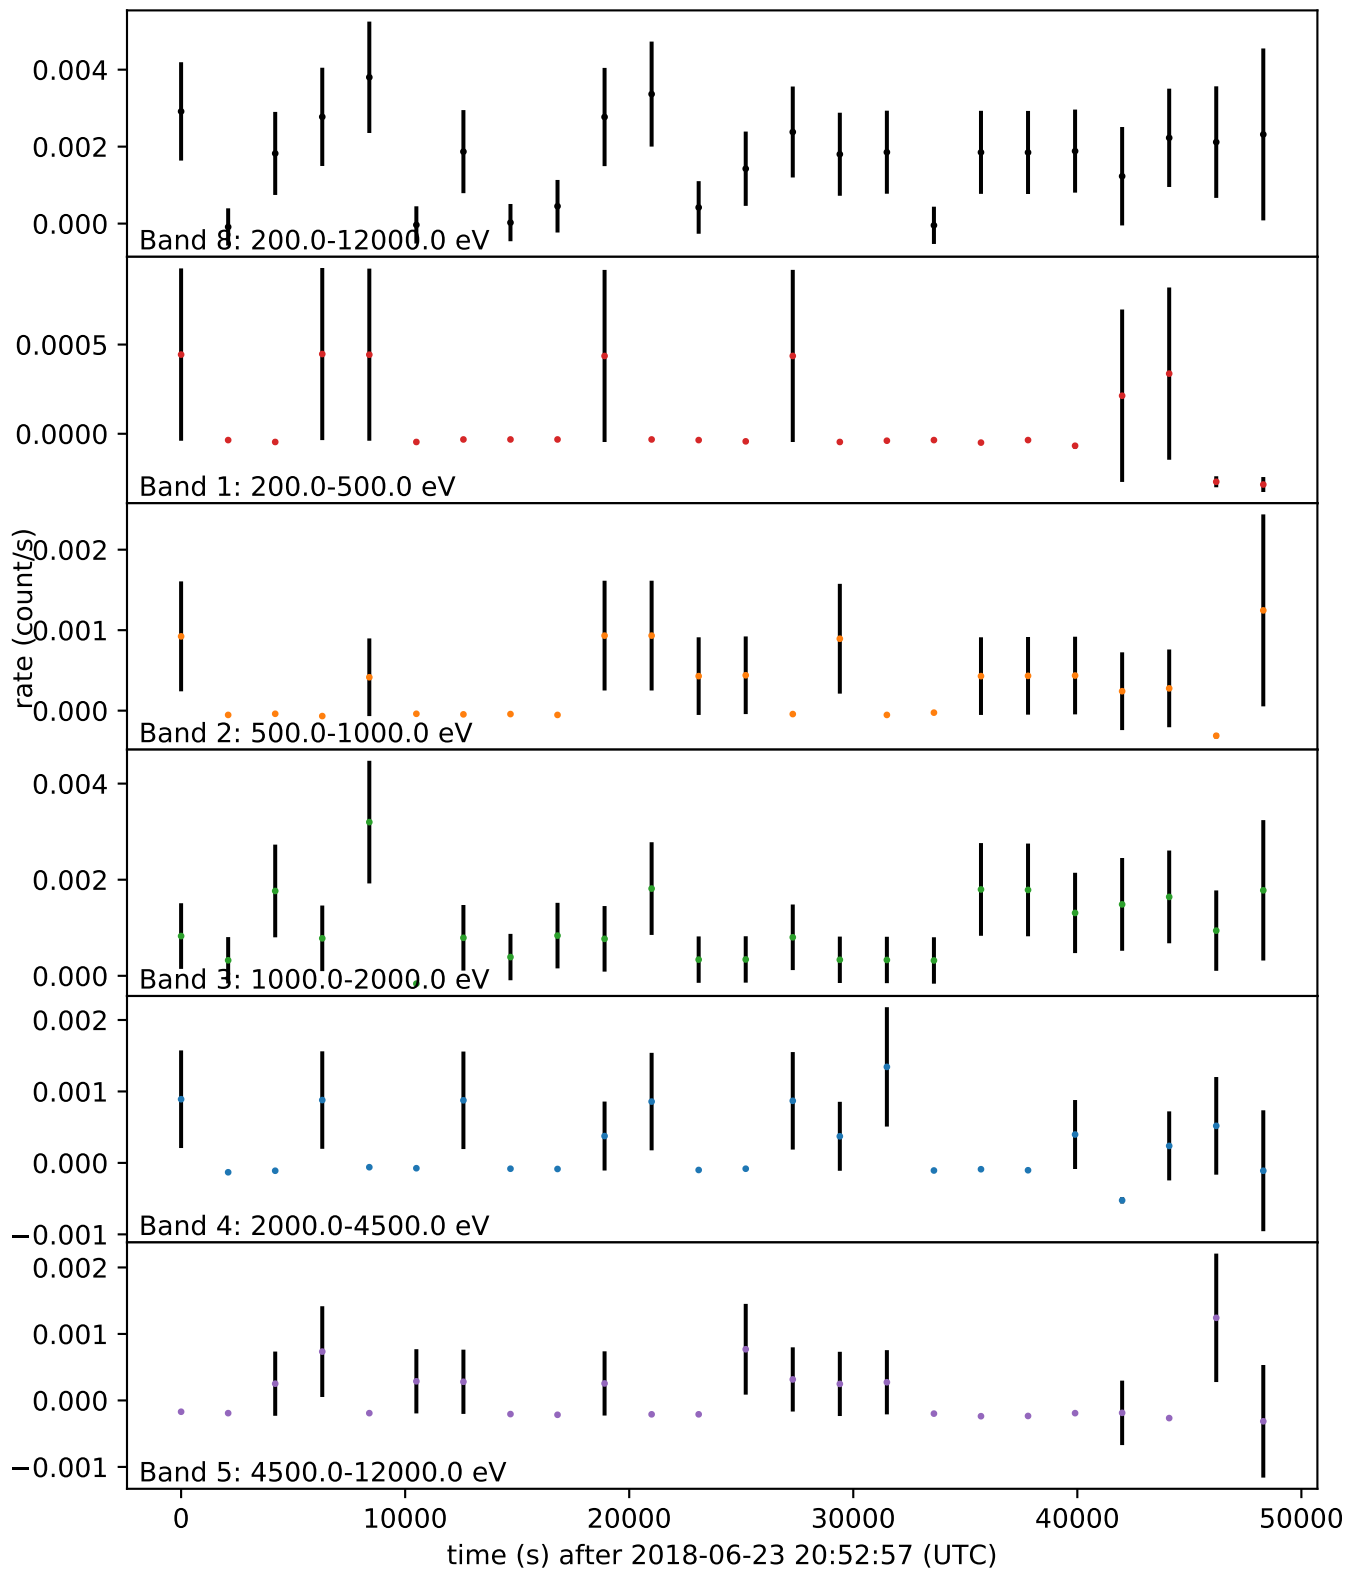 0.004
0.002
0.000
Band 8: 200.0-12000.0 eV
0.0005
0.0000
Band 1: 200.0-500.0 eV
rate (count/s)
0.002
0.001
0.000
Band 2: 500.0-1000.0 eV
0.004
0.002
0.000
Band 3: 1000.0-2000.0 eV
0.002
0.001
0.000
−0.001
Band 4: 2000.0-4500.0 eV
0.002
0.001
0.000
−0.001
Band 5: 4500.0-12000.0 eV
0 10000 20000 30000 40000 50000
time (s) after 2018-06-23 20:52:57 (UTC)